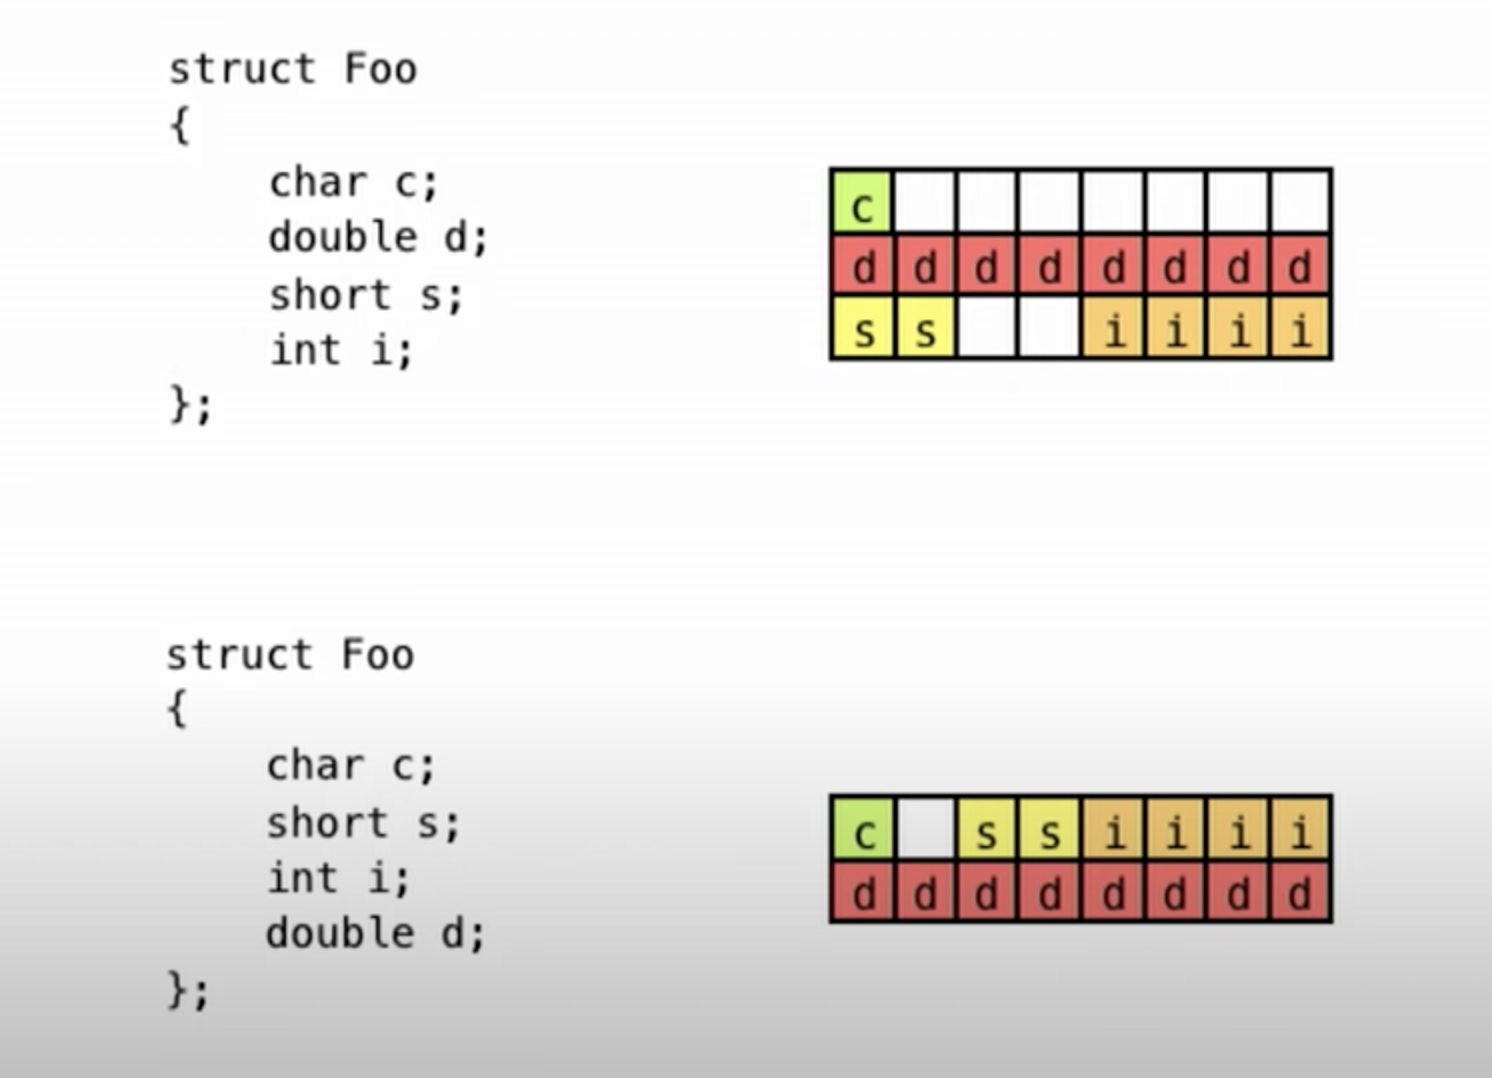 struct Foo
{
char c;
double d;
short s;
int i;
};
c
d d d d d d d d
s s i i i i
struct Foo
{
char c;
short s;
int i;
double d;
};
c s s i i i i
d d d d d d d d